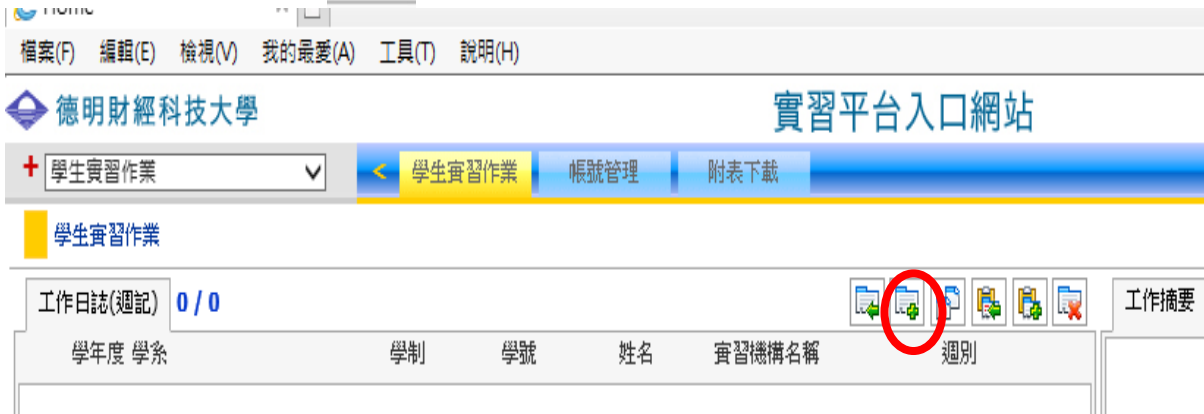 Home
檔案(F) 編輯(E) 檢視(V) 我的最愛(A) 工具(T) 說明(H)
德明財經科技大學 實習平台入口網站
學生實習作業 < 學生實習作業 帳號管理 附表下載
學生實習作業
工作日誌(週記) 0 / 0 工作摘要
學年度 學系 學制 學號 姓名 實習機構名稱 週別